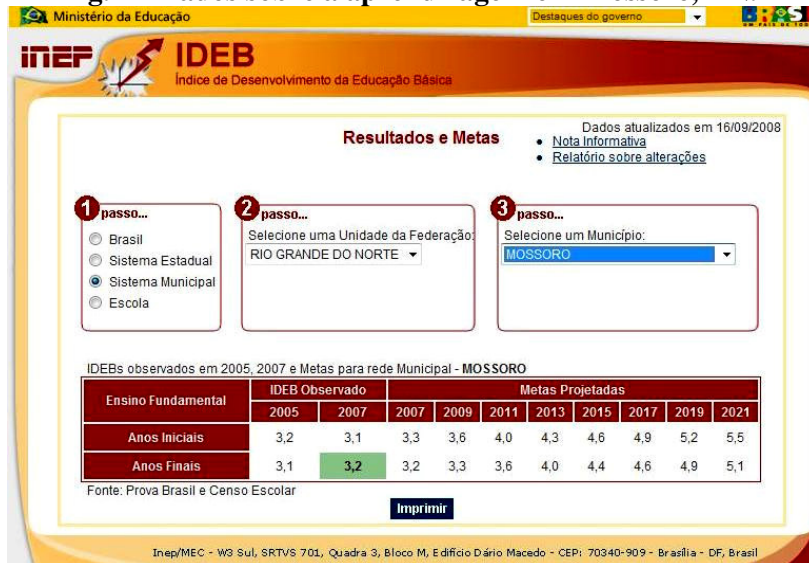 Ministério da Educação
Destaques do governo
inep
IDEB
Índice de Desenvolvimento da Educação Básica
Resultados e Metas
Dados atualizados em 16/09/2008
Nota Informativa
Relatório sobre alterações
1 passo...
Brasil
Sistema Estadual
Sistema Municipal
Escola
2 passo...
Selecione uma Unidade da Federação:
RIO GRANDE DO NORTE
3 passo...
Selecione um Município:
MOSSORO
IDEBs observados em 2005, 2007 e Metas para rede Municipal - MOSSORO
Ensino Fundamental IDEB Observado Metas Projetadas
2005 2007 2007 2009 2011 2013 2015 2017 2019 2021
Anos Iniciais 3,2 3,1 3,3 3,6 4,0 4,3 4,6 4,9 5,2 5,5
Anos Finais 3,1 3,2 3,2 3,3 3,6 4,0 4,4 4,6 4,9 5,1
Fonte: Prova Brasil e Censo Escolar
Imprimir
Inep/MEC - W3 Sul, SRTVS 701, Quadra 3, Bloco M, Edifício Dário Macedo - CEP: 70340-909 - Brasília - DF, Brasil